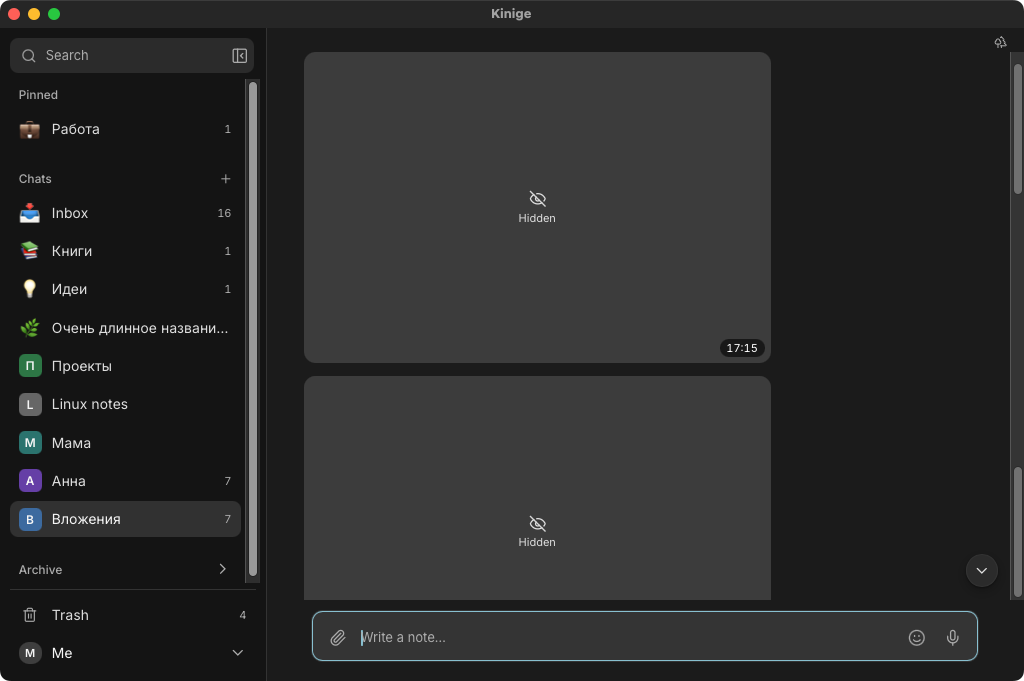 Kinige
Search
Pinned
Работа 1
Chats
Inbox 16
Книги 1
Идеи 1
Очень длинное названи...
П Проекты
L Linux notes
М Мама
А Анна 7
В Вложения 7
Archive
Trash 4
M Me
Hidden
17:15
Hidden
Write a note...